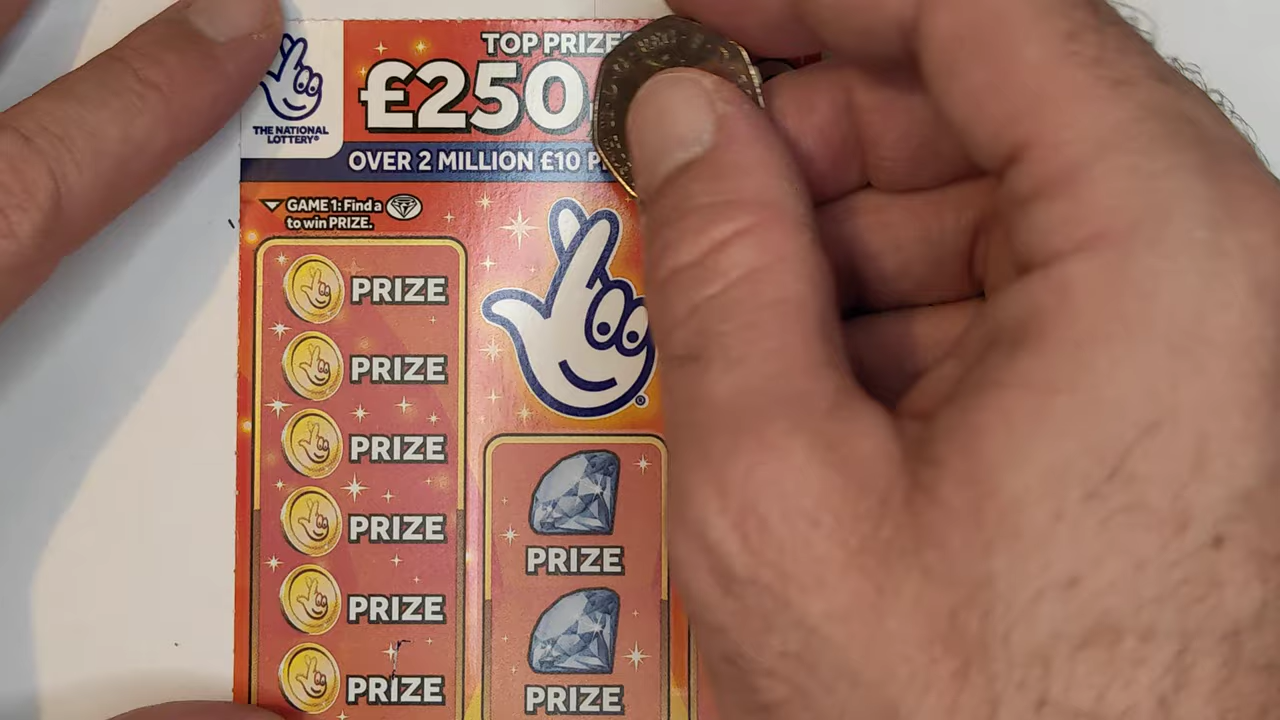 THE NATIONAL
LOTTERY®
TOP PRIZE
£250
OVER 2 MILLION £10
GAME 1: Find a
to win PRIZE.
PRIZE
PRIZE
PRIZE
PRIZE
PRIZE
PRIZE
®
PRIZE
PRIZE